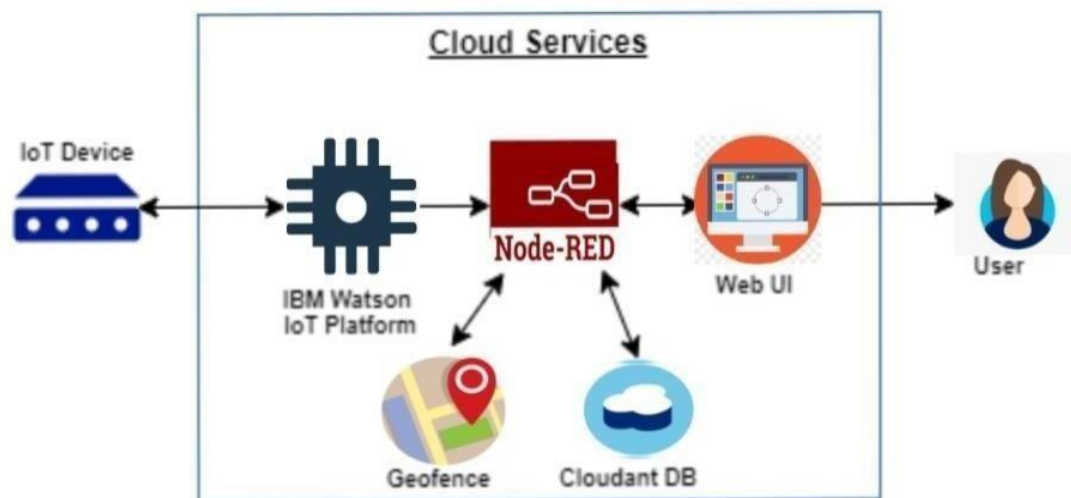 Cloud Services
IoT Device
Node-RED
IBM Watson
IoT Platform
Web UI
User
Geofence
Cloudant DB